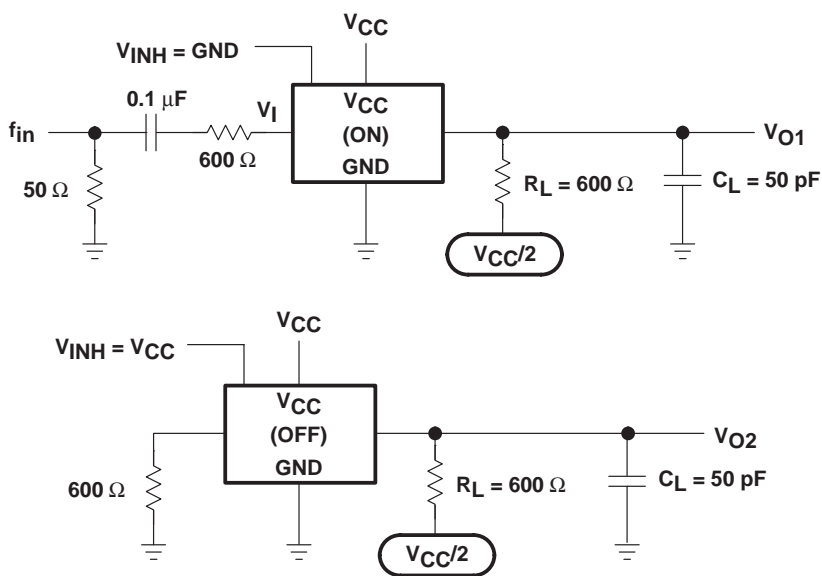 VCC
VINH = GND
0.1 μF
VI
VCC
(ON)
GND
fin
600 Ω
50 Ω
VO1
RL = 600 Ω
CL = 50 pF
VCC/2
VCC
VINH = VCC
VCC
(OFF)
GND
VO2
600 Ω
RL = 600 Ω
CL = 50 pF
VCC/2